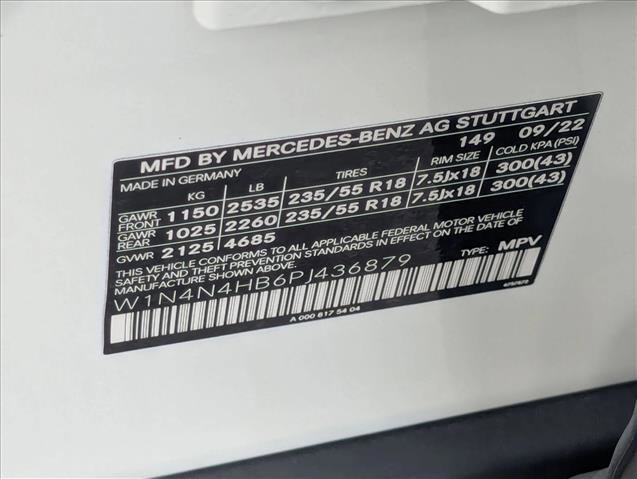 MFD BY MERCEDES-BENZ AG STUTTGART
MADE IN GERMANY 149 09/22
KG LB TIRES RIM SIZE COLD KPA (PSI)
GAWR FRONT 1150 2535 235/55 R18 7.5Jx18 300(43)
GAWR REAR 1025 2260 235/55 R18 7.5Jx18 300(43)
GVWR 2125 4685
THIS VEHICLE CONFORMS TO ALL APPLICABLE FEDERAL MOTOR VEHICLE
SAFETY AND THEFT PREVENTION STANDARDS IN EFFECT ON THE DATE OF
MANUFACTURE SHOWN ABOVE. TYPE: MPV
W1N4N4HB6PJ436879
A 000 817 54 04